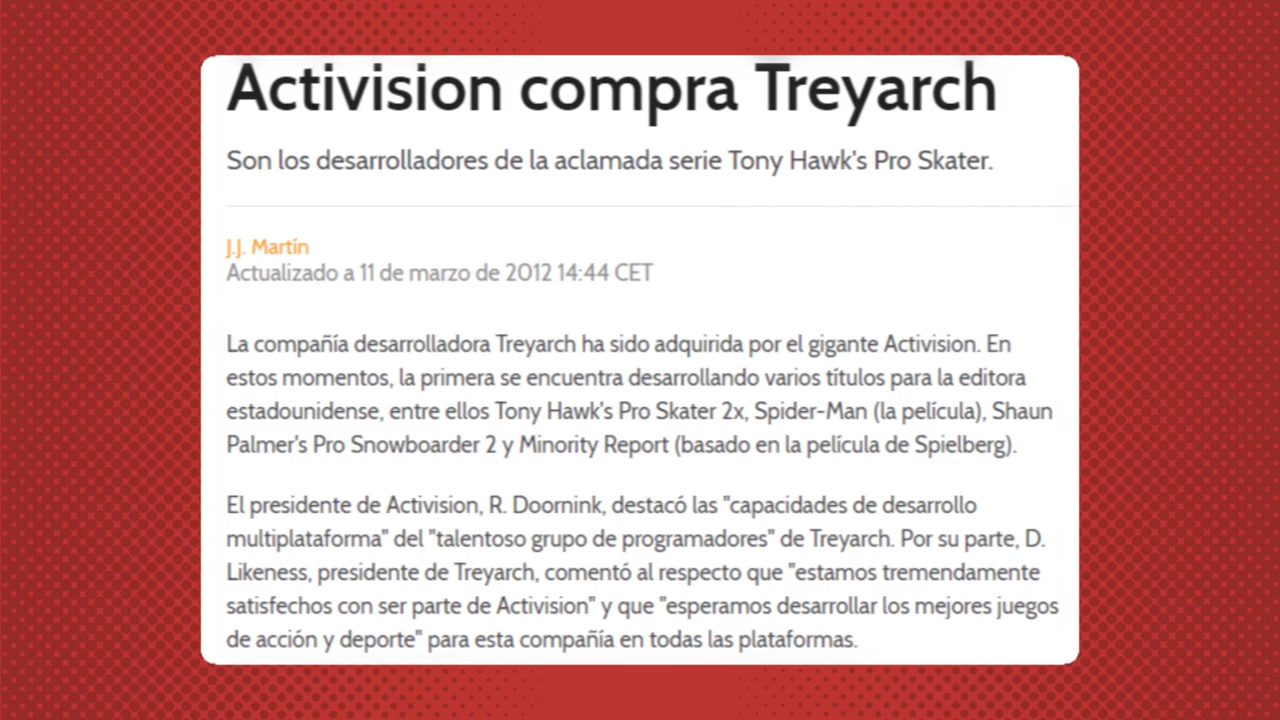 Activision compra Treyarch
Son los desarrolladores de la aclamada serie Tony Hawk's Pro Skater.
J.J. Martín
Actualizado a 11 de marzo de 2012 14:44 CET
La compañía desarrolladora Treyarch ha sido adquirida por el gigante Activision. En
estos momentos, la primera se encuentra desarrollando varios títulos para la editora
estadounidense, entre ellos Tony Hawk's Pro Skater 2x, Spider-Man (la película), Shaun
Palmer's Pro Snowboarder 2 y Minority Report (basado en la película de Spielberg).
El presidente de Activision, R. Doornink, destacó las "capacidades de desarrollo
multiplataforma" del "talentoso grupo de programadores" de Treyarch. Por su parte, D.
Likeness, presidente de Treyarch, comentó al respecto que "estamos tremendamente
satisfechos con ser parte de Activision" y que "esperamos desarrollar los mejores juegos
de acción y deporte" para esta compañía en todas las plataformas.